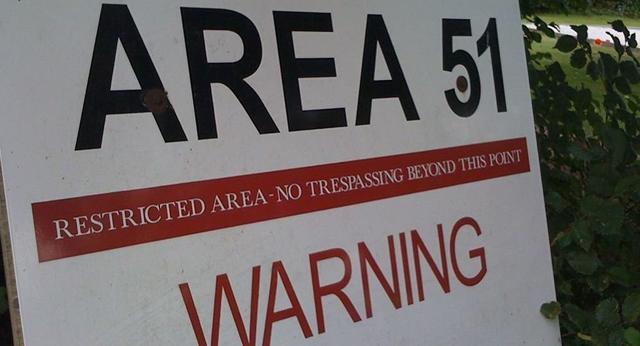 AREA 51
RESTRICTED AREA-NO TRESPASSING BEYOND THIS POINT
WARNING